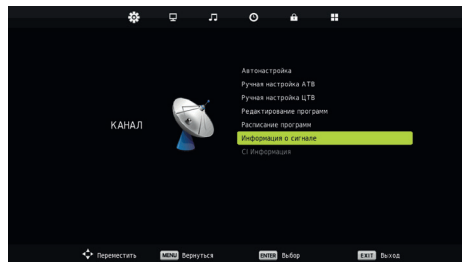 Автонастройка
Ручная настройка АТВ
Ручная настройка ЦТВ
Редактирование программ
Расписание программ
КАНАЛ
Информация о сигнале
CI Информация
Переместить MENU Вернуться ENTER Выбор EXIT Выход